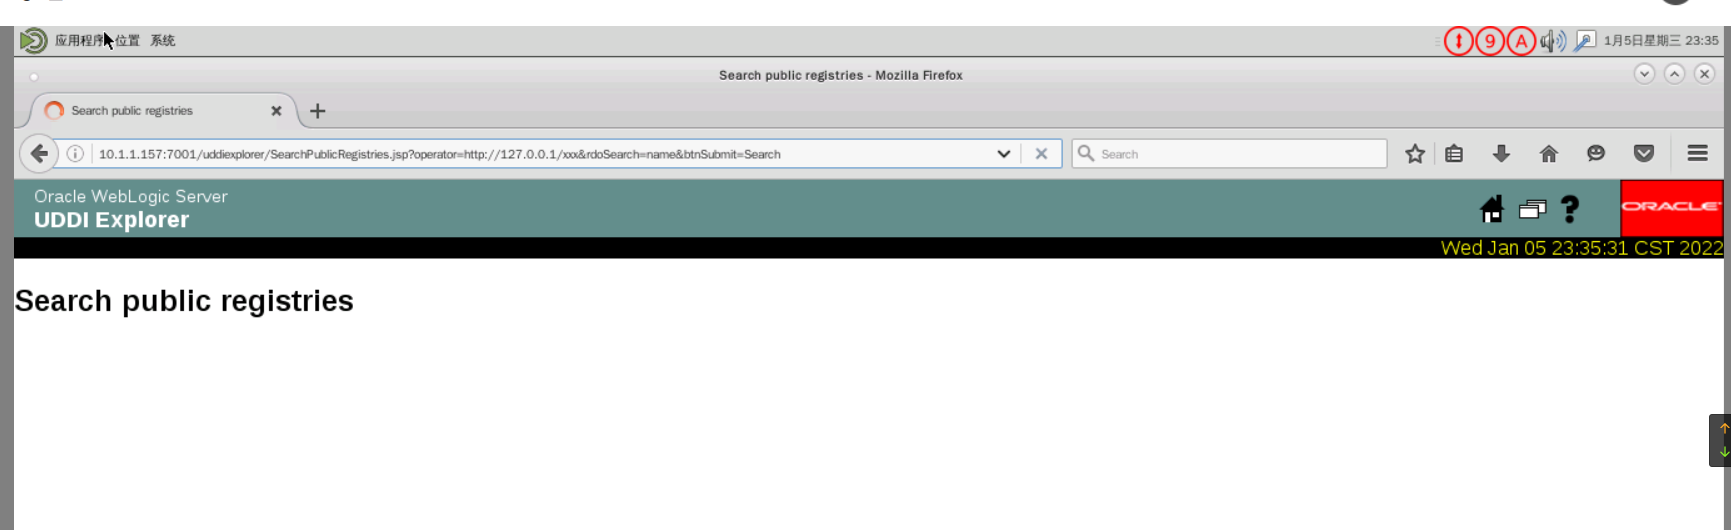 应用程序 位置 系统
9 A 1月5日星期三 23:35
Search public registries - Mozilla Firefox
Search public registries
10.1.1.157:7001/uddiexplorer/SearchPublicRegistries.jsp?operator=http://127.0.0.1/xxx&rdoSearch=name&btnSubmit=Search
Search
Oracle WebLogic Server
UDDI Explorer
ORACLE
Wed Jan 05 23:35:31 CST 2022
Search public registries